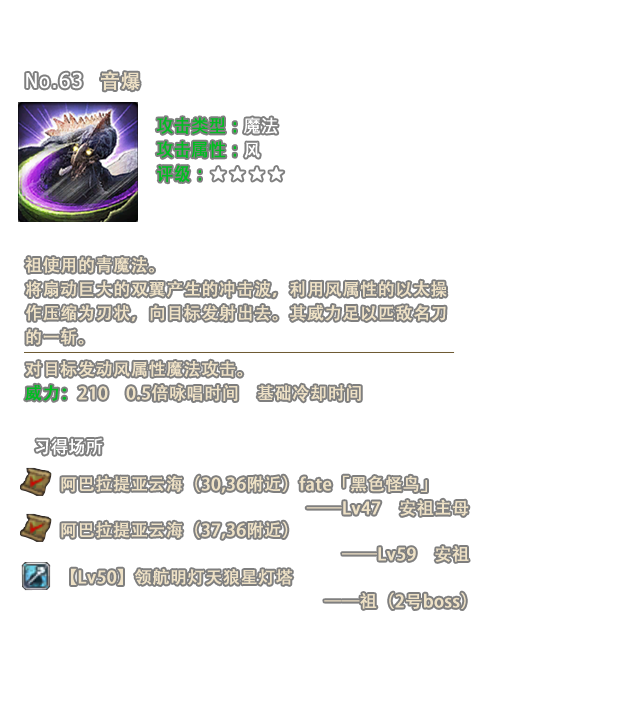 No.63 音爆
攻击类型：魔法
攻击属性：风
评级：☆☆☆☆
祖使用的青魔法。
将扇动巨大的双翼产生的冲击波，利用风属性的以太操
作压缩为刀状，向目标发射出去。其威力足以匹敌名刀
的一斩。
对目标发动风属性魔法攻击。
威力：210 0.5倍咏唱时间 基础冷却时间
习得场所
阿巴拉提亚云海（30,36附近）fate「黑色怪鸟」
——Lv47 安祖主母
阿巴拉提亚云海（37,36附近）
——Lv59 安祖
【Lv50】领航明灯天狼星灯塔
——祖（2号boss）